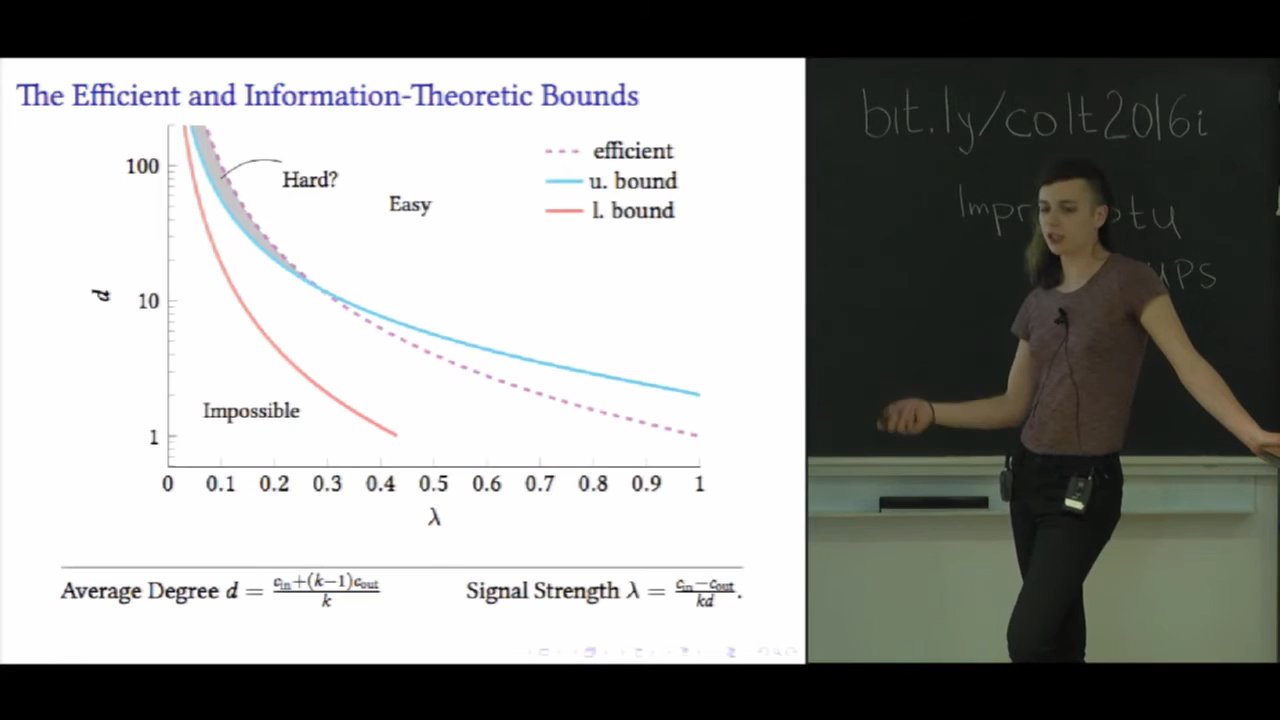 The Efficient and Information-Theoretic Bounds
efficient
u. bound
l. bound
Hard?
Easy
Impossible
100
10
1
d
0 0.1 0.2 0.3 0.4 0.5 0.6 0.7 0.8 0.9 1
λ
Average Degree d = (c_in+(k−1)c_out)/k
Signal Strength λ = (c_in−c_out)/(kd).
bit.ly/colt2016i